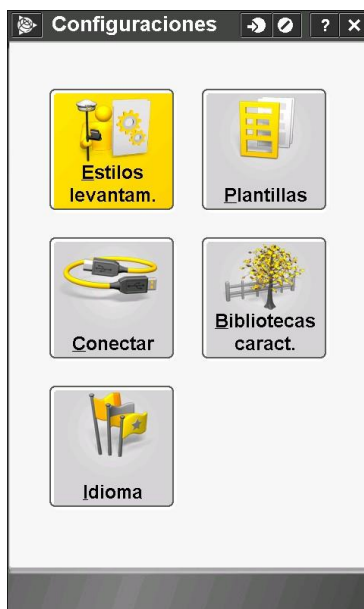 Configuraciones ? X
Estilos
levantam.
Plantillas
Conectar
Bibliotecas
caract.
Idioma